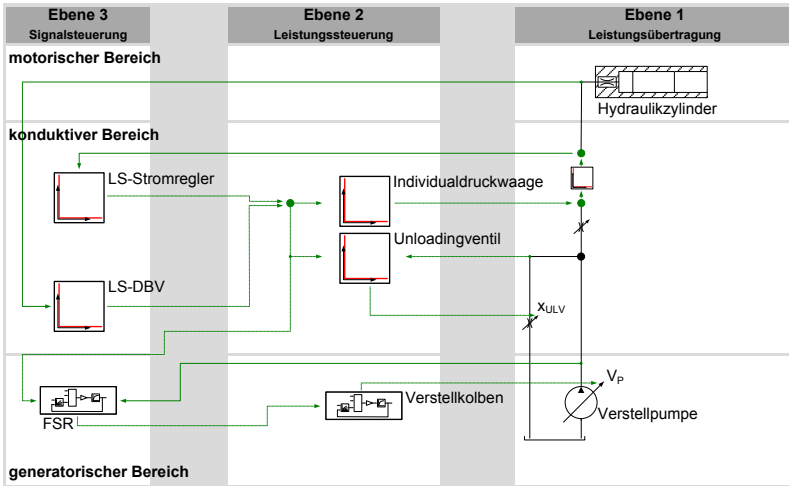 Ebene 3
Signalsteuerung
Ebene 2
Leistungssteuerung
Ebene 1
Leistungsübertragung
motorischer Bereich
Hydraulikzylinder
konduktiver Bereich
LS-Stromregler
Individualdruckwaage
Unloadingventil
LS-DBV
xULV
VP
FSR
Verstellkolben
Verstellpumpe
generatorischer Bereich